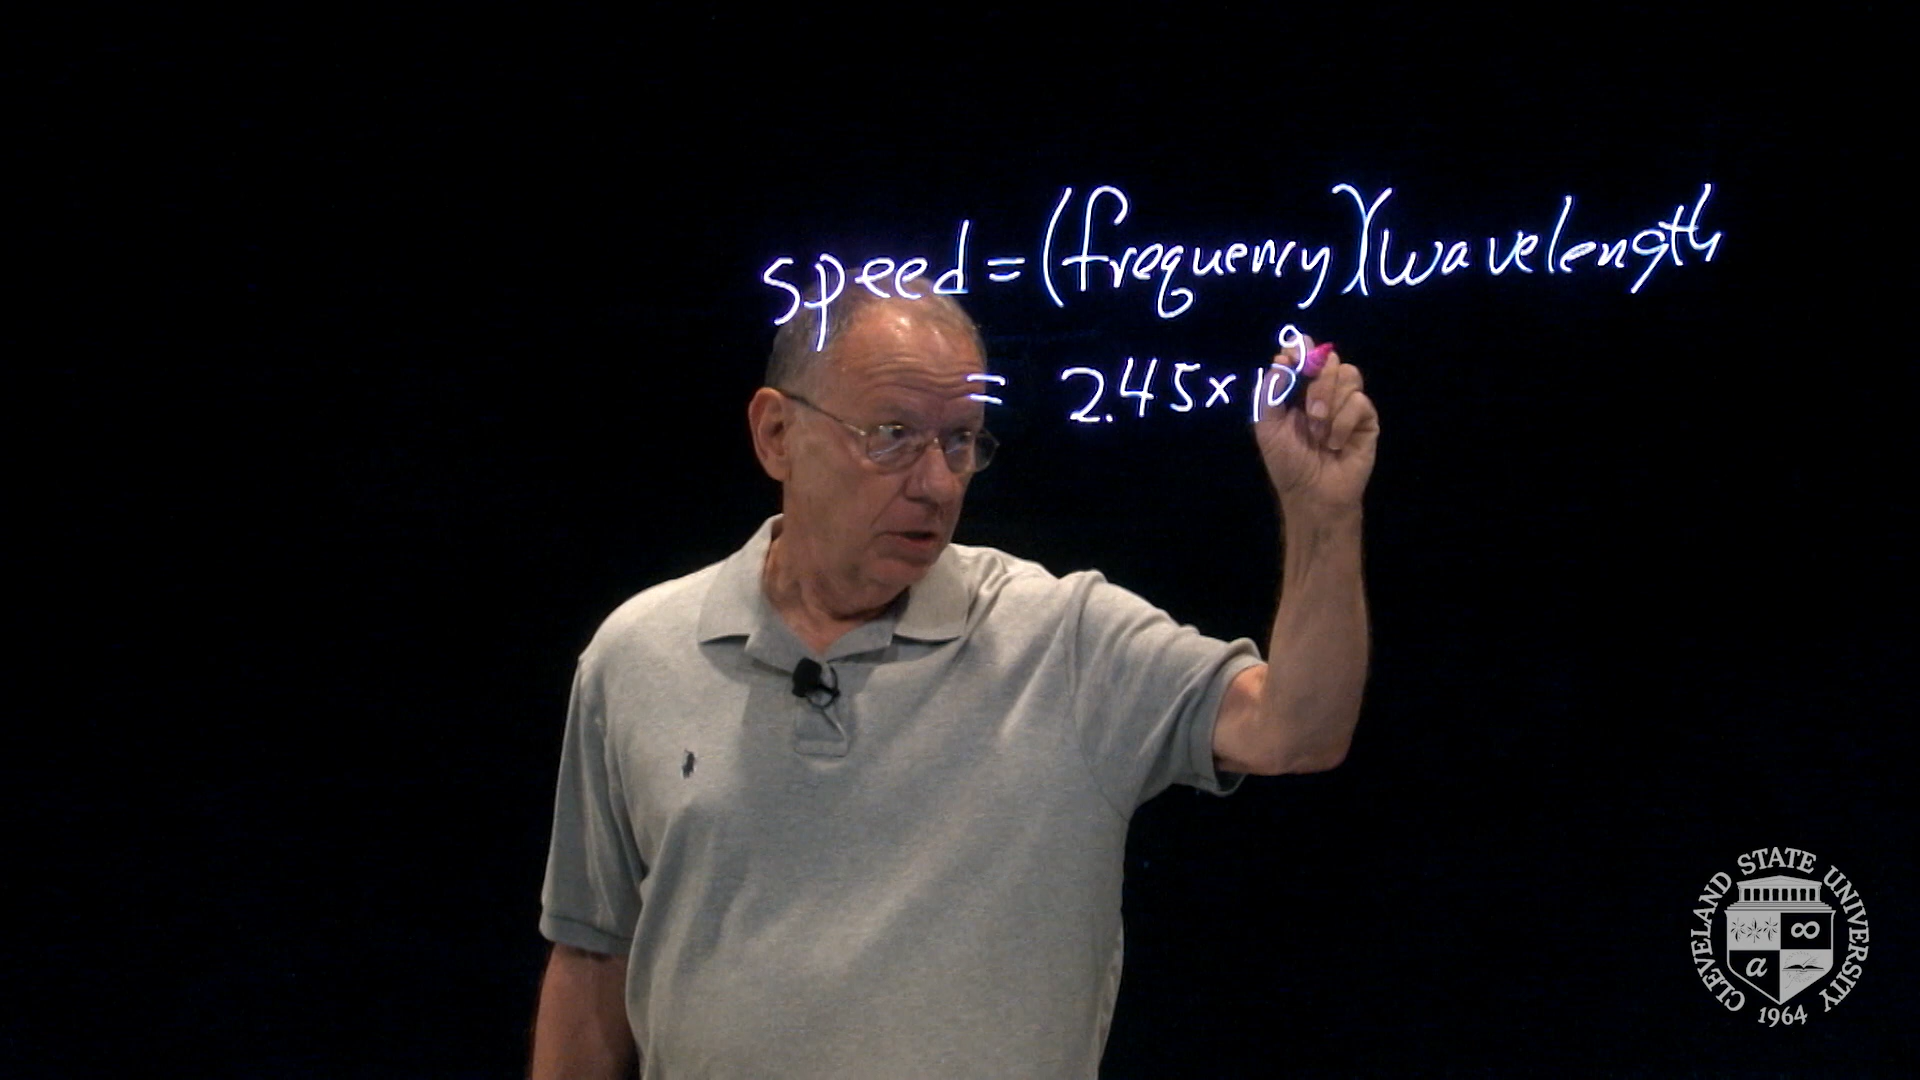 speed = (frequency)(wavelength
= 2.45 x 10⁹
CLEVELAND STATE UNIVERSITY
a
∞
1964